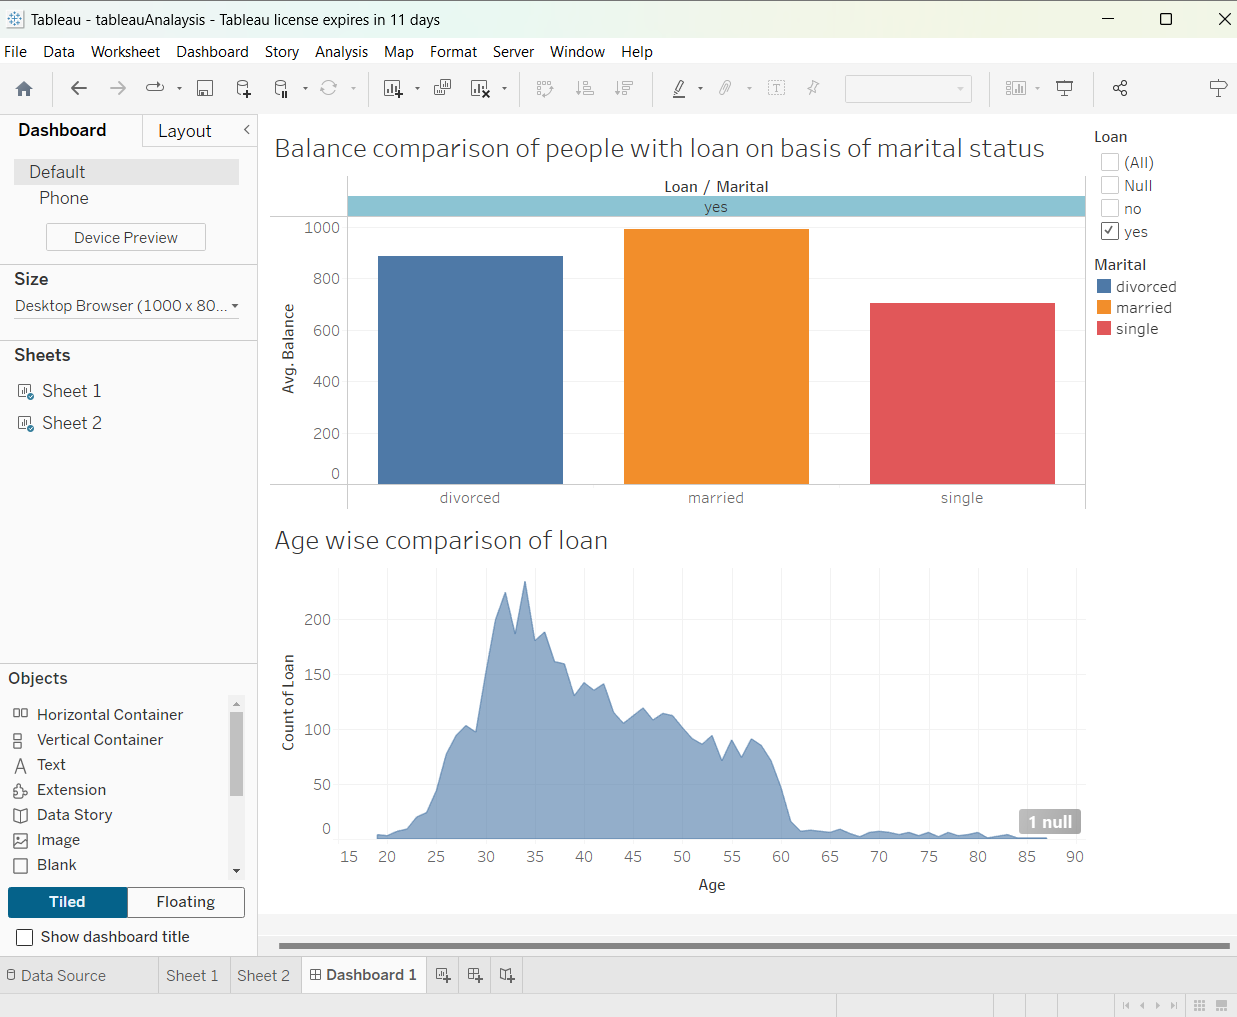 Tableau - tableauAnalaysis - Tableau license expires in 11 days
File Data Worksheet Dashboard Story Analysis Map Format Server Window Help
Dashboard Layout
Default
Phone
Device Preview
Size
Desktop Browser (1000 x 80...
Sheets
Sheet 1
Sheet 2
Objects
Horizontal Container
Vertical Container
Text
Extension
Data Story
Image
Blank
Tiled Floating
Show dashboard title
Balance comparison of people with loan on basis of marital status
Loan / Marital
yes
Avg. Balance
1000
800
600
400
200
0
divorced married single
Loan
(All)
Null
no
yes
Marital
divorced
married
single
Age wise comparison of loan
Count of Loan
200
150
100
50
0
1 null
15 20 25 30 35 40 45 50 55 60 65 70 75 80 85 90
Age
Data Source Sheet 1 Sheet 2 Dashboard 1